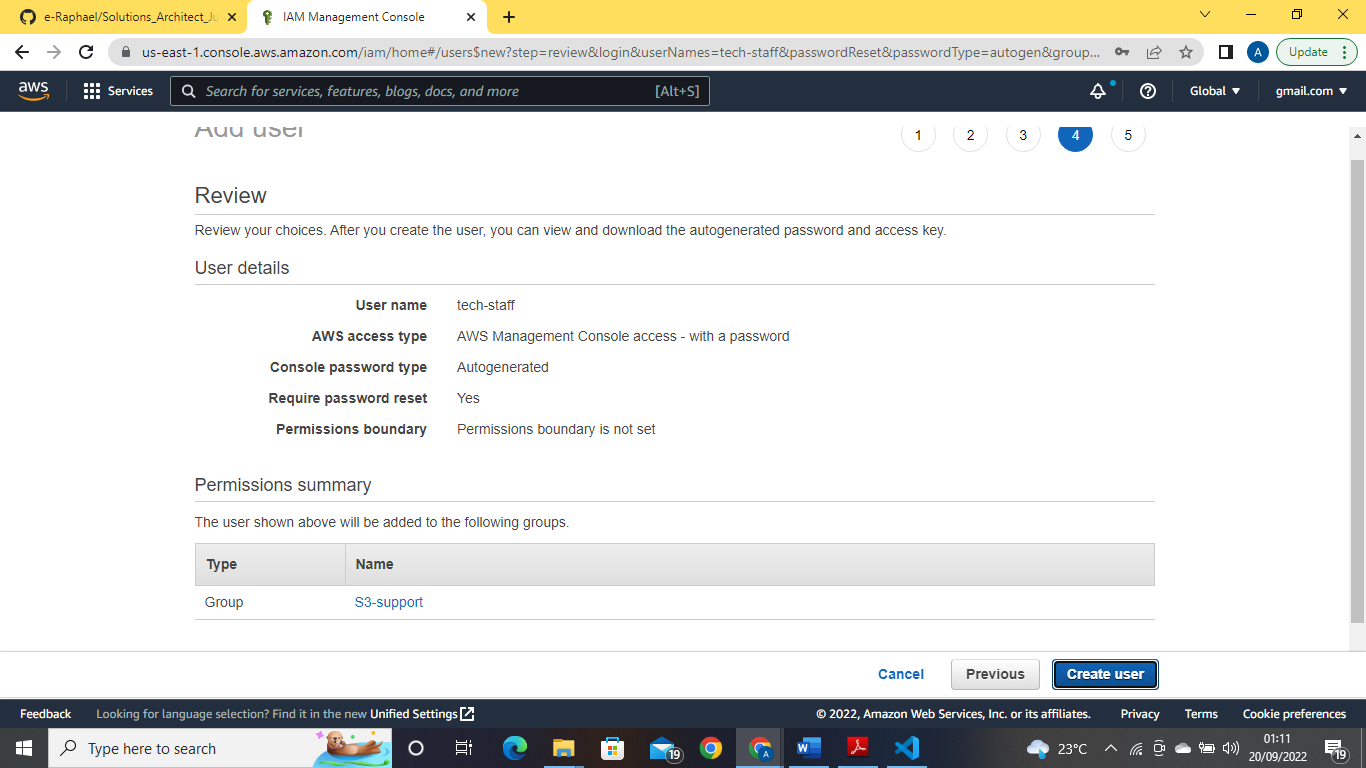 e-Raphael/Solutions_Architect_Ju
IAM Management Console
us-east-1.console.aws.amazon.com/iam/home#/users$new?step=review&login&userNames=tech-staff&passwordReset&passwordType=autogen&group...
A
Update
aws
Services
Search for services, features, blogs, docs, and more
[Alt+S]
Global
gmail.com
Add user
1 2 3 4 5
Review
Review your choices. After you create the user, you can view and download the autogenerated password and access key.
User details
User name tech-staff
AWS access type AWS Management Console access - with a password
Console password type Autogenerated
Require password reset Yes
Permissions boundary Permissions boundary is not set
Permissions summary
The user shown above will be added to the following groups.
Type Name
Group S3-support
Cancel Previous Create user
Feedback Looking for language selection? Find it in the new Unified Settings
© 2022, Amazon Web Services, Inc. or its affiliates. Privacy Terms Cookie preferences
Type here to search
19
A
23°C
01:11
20/09/2022
19